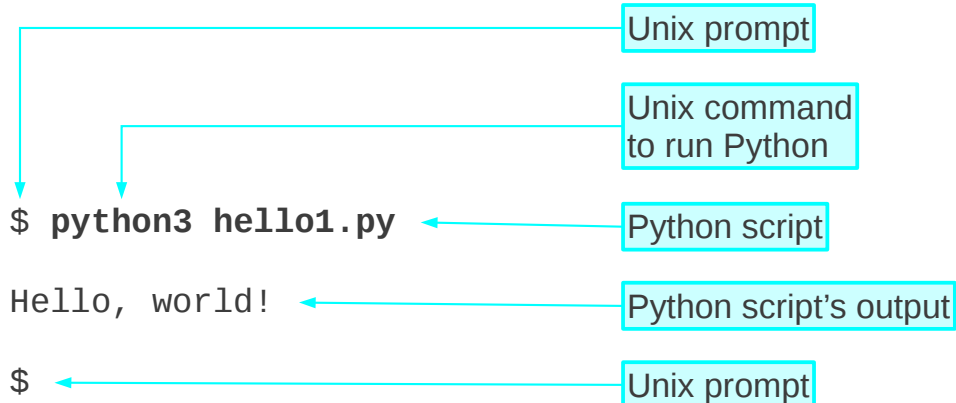 Unix prompt
Unix command
to run Python
$ python3 hello1.py
Python script
Hello, world!
Python script’s output
$
Unix prompt